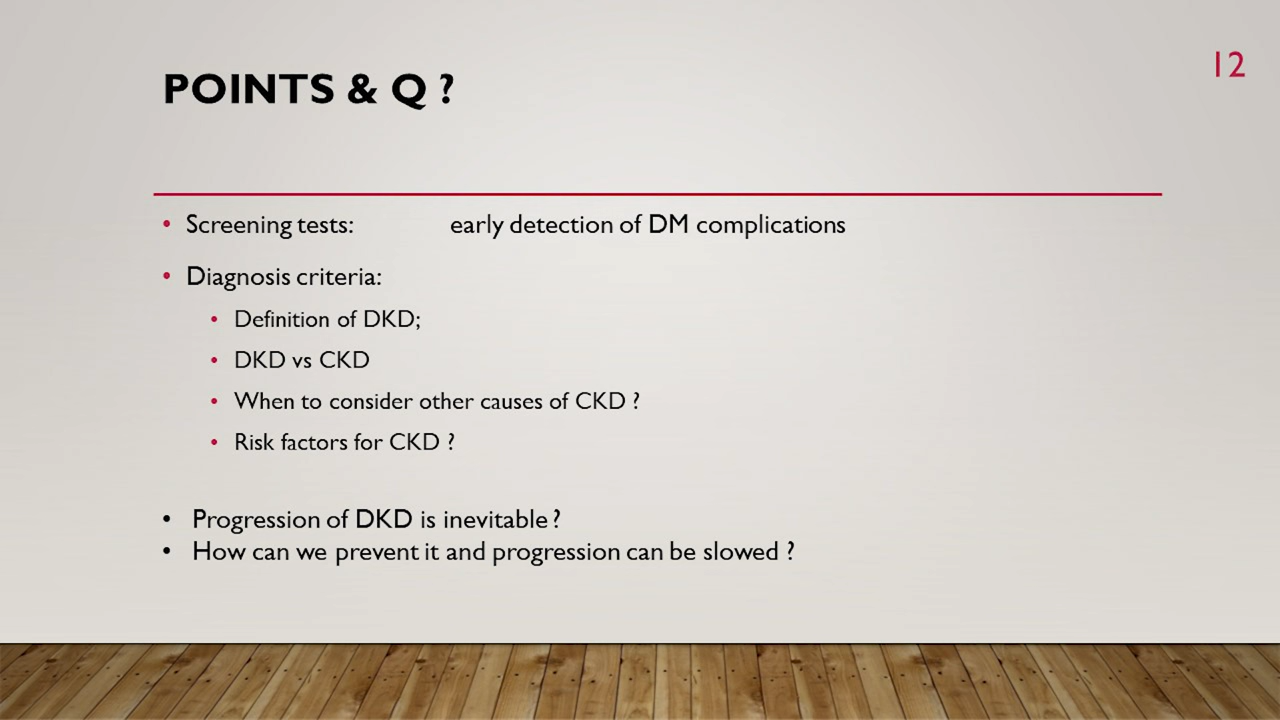 12
POINTS & Q ?
• Screening tests: early detection of DM complications
• Diagnosis criteria:
• Definition of DKD;
• DKD vs CKD
• When to consider other causes of CKD ?
• Risk factors for CKD ?
• Progression of DKD is inevitable ?
• How can we prevent it and progression can be slowed ?